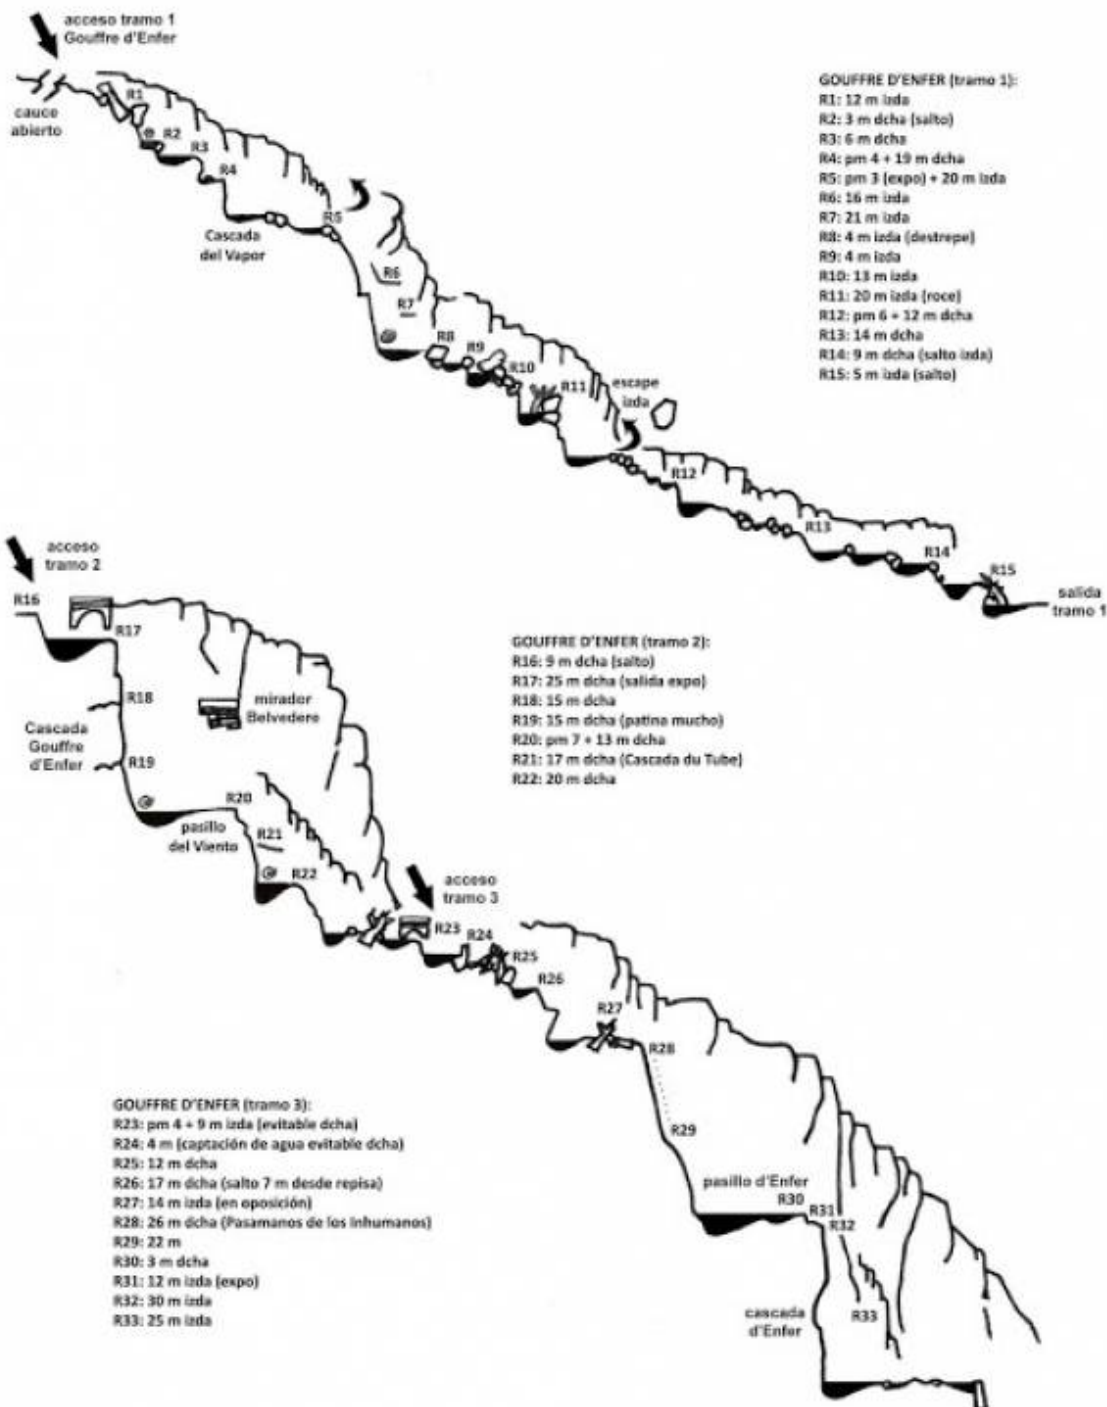 acceso tramo 1
Gouffre d'Enfer
cauce
abierto
R1
R2
R3
R4
Cascada
del Vapor
R5
R6
R7
R8
R9
R10
R11
escape
izda
R12
R13
R14
R15
salida
tramo 1
GOUFFRE D'ENFER (tramo 1):
R1: 12 m izda
R2: 3 m dcha (salto)
R3: 6 m dcha
R4: pm 4 + 19 m dcha
R5: pm 3 (expo) + 20 m izda
R6: 16 m izda
R7: 21 m izda
R8: 4 m izda (destrepe)
R9: 4 m izda
R10: 13 m izda
R11: 20 m izda (roce)
R12: pm 6 + 12 m dcha
R13: 14 m dcha
R14: 9 m dcha (salto izda)
R15: 5 m izda (salto)
acceso
tramo 2
R16
R17
R18
mirador
Belvedere
Cascada
Gouffre
d'Enfer
R19
R20
pasillo
del Viento
R21
R22
GOUFFRE D'ENFER (tramo 2):
R16: 9 m dcha (salto)
R17: 25 m dcha (salida expo)
R18: 15 m dcha
R19: 15 m dcha (patina mucho)
R20: pm 7 + 13 m dcha
R21: 17 m dcha (Cascada du Tube)
R22: 20 m dcha
acceso
tramo 3
R23
R24
R25
R26
R27
R28
R29
pasillo d'Enfer
R30
R31
R32
R33
cascada
d'Enfer
GOUFFRE D'ENFER (tramo 3):
R23: pm 4 + 9 m izda (evitable dcha)
R24: 4 m (captación de agua evitable dcha)
R25: 12 m dcha
R26: 17 m dcha (salto 7 m desde repisa)
R27: 14 m izda (en oposición)
R28: 26 m dcha (Pasamanos de los Inhumanos)
R29: 22 m
R30: 3 m dcha
R31: 12 m izda (expo)
R32: 30 m izda
R33: 25 m izda